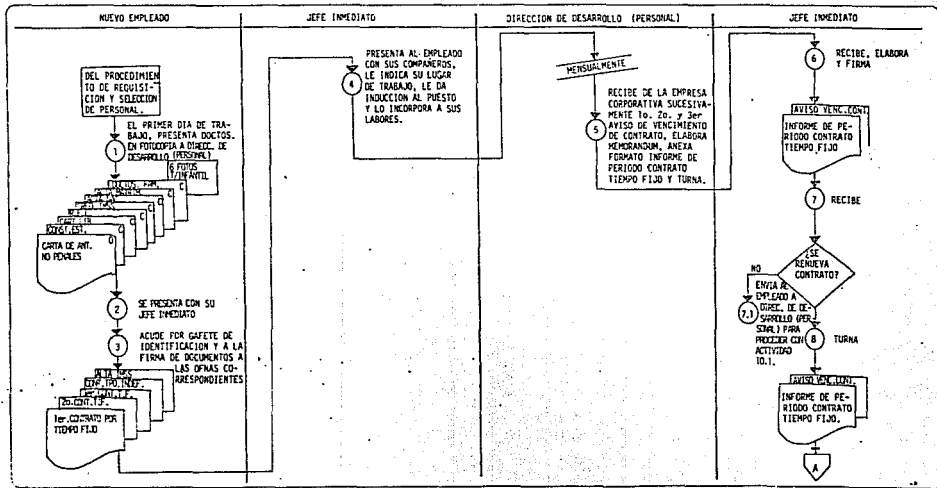 NUEVO EMPLEADO
DEL PROCEDIMIEN
TO DE REQUISI-
CION Y SELECCION
DE PERSONAL.
EL PRIMER DIA DE TRA-
BAJO, PRESENTA DOCTOS.
EN FOTOCOPIA A DIRECC. DE
DESARROLLO (PERSONAL)
1
6 FOTOS
T/INFANTIL
CONST.EST.
CARTA DE ANT.
NO PENALES
2
SE PRESENTA CON SU
JEFE INMEDIATO
3
ACUDE POR GAFETE DE
IDENTIFICACION Y A LA
FIRMA DE DOCUMENTOS A
LAS OFNAS CO-
RRESPONDIENTES
ALTA IMSS
CONT.TPO.INDEF.
2o.CONT.T.F.
1er.CONTRATO POR
TIEMPO FIJO
JEFE INMEDIATO
4
PRESENTA AL EMPLEADO
CON SUS COMPAÑEROS,
LE INDICA SU LUGAR
DE TRABAJO, LE DA
INDUCCION AL PUESTO
Y LO INCORPORA A SUS
LABORES.
DIRECCION DE DESARROLLO (PERSONAL)
MENSUALMENTE
5
RECIBE DE LA EMPRESA
CORPORATIVA SUCESIVA-
MENTE 1o. 2o. y 3er
AVISO DE VENCIMIENTO
DE CONTRATO, ELABORA
MEMORANDUM, ANEXA
FORMATO INFORME DE
PERIODO CONTRATO
TIEMPO FIJO Y TURNA.
JEFE INMEDIATO
6
RECIBE, ELABORA
Y FIRMA
AVISO VENC.CONT.
INFORME DE PE-
RIODO CONTRATO
TIEMPO FIJO
7
RECIBE
¿SE
RENUEVA
CONTRATO?
NO
7.1
ENVIA AL
EMPLEADO A
DIREC. DE DE-
SARROLLO (PER
SONAL) PARA
PROCEDER CON
ACTIVIDAD
10.1.
8
TURNA
AVISO VENC.CONT.
INFORME DE PE-
RIODO CONTRATO
TIEMPO FIJO.
A